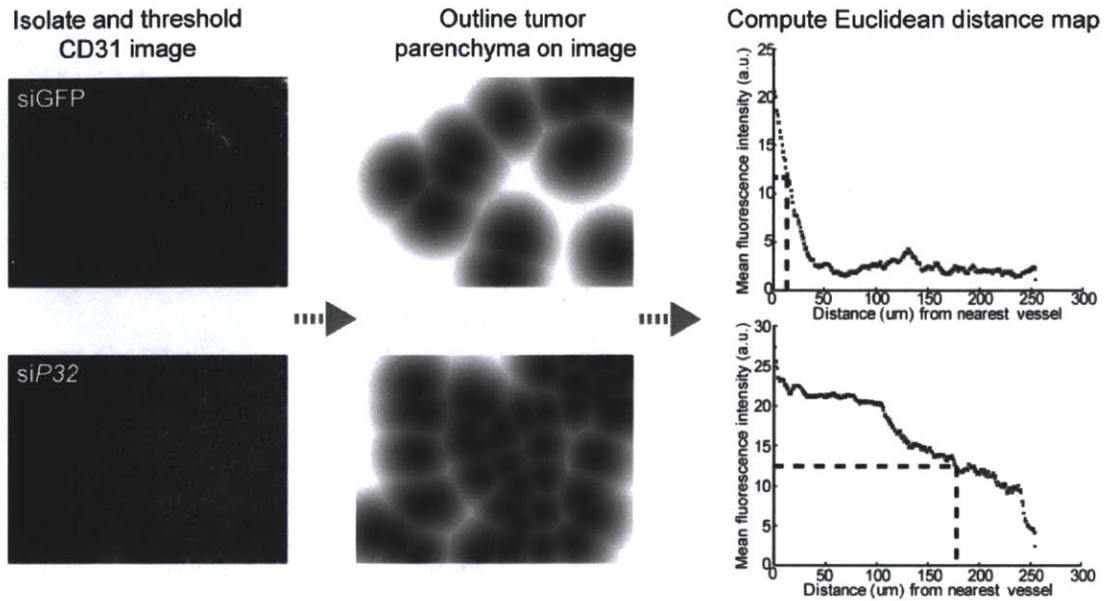 Isolate and threshold
CD31 image
Outline tumor
parenchyma on image
Compute Euclidean distance map
siGFP
siP32
Mean fluorescence intensity (a.u.)
25
20
15
10
5
0
0
50
100
150
200
250
300
Distance (um) from nearest vessel
Mean fluorescence intensity (a.u.)
30
25
20
15
10
5
0
0
50
100
150
200
250
300
Distance (um) from nearest vessel